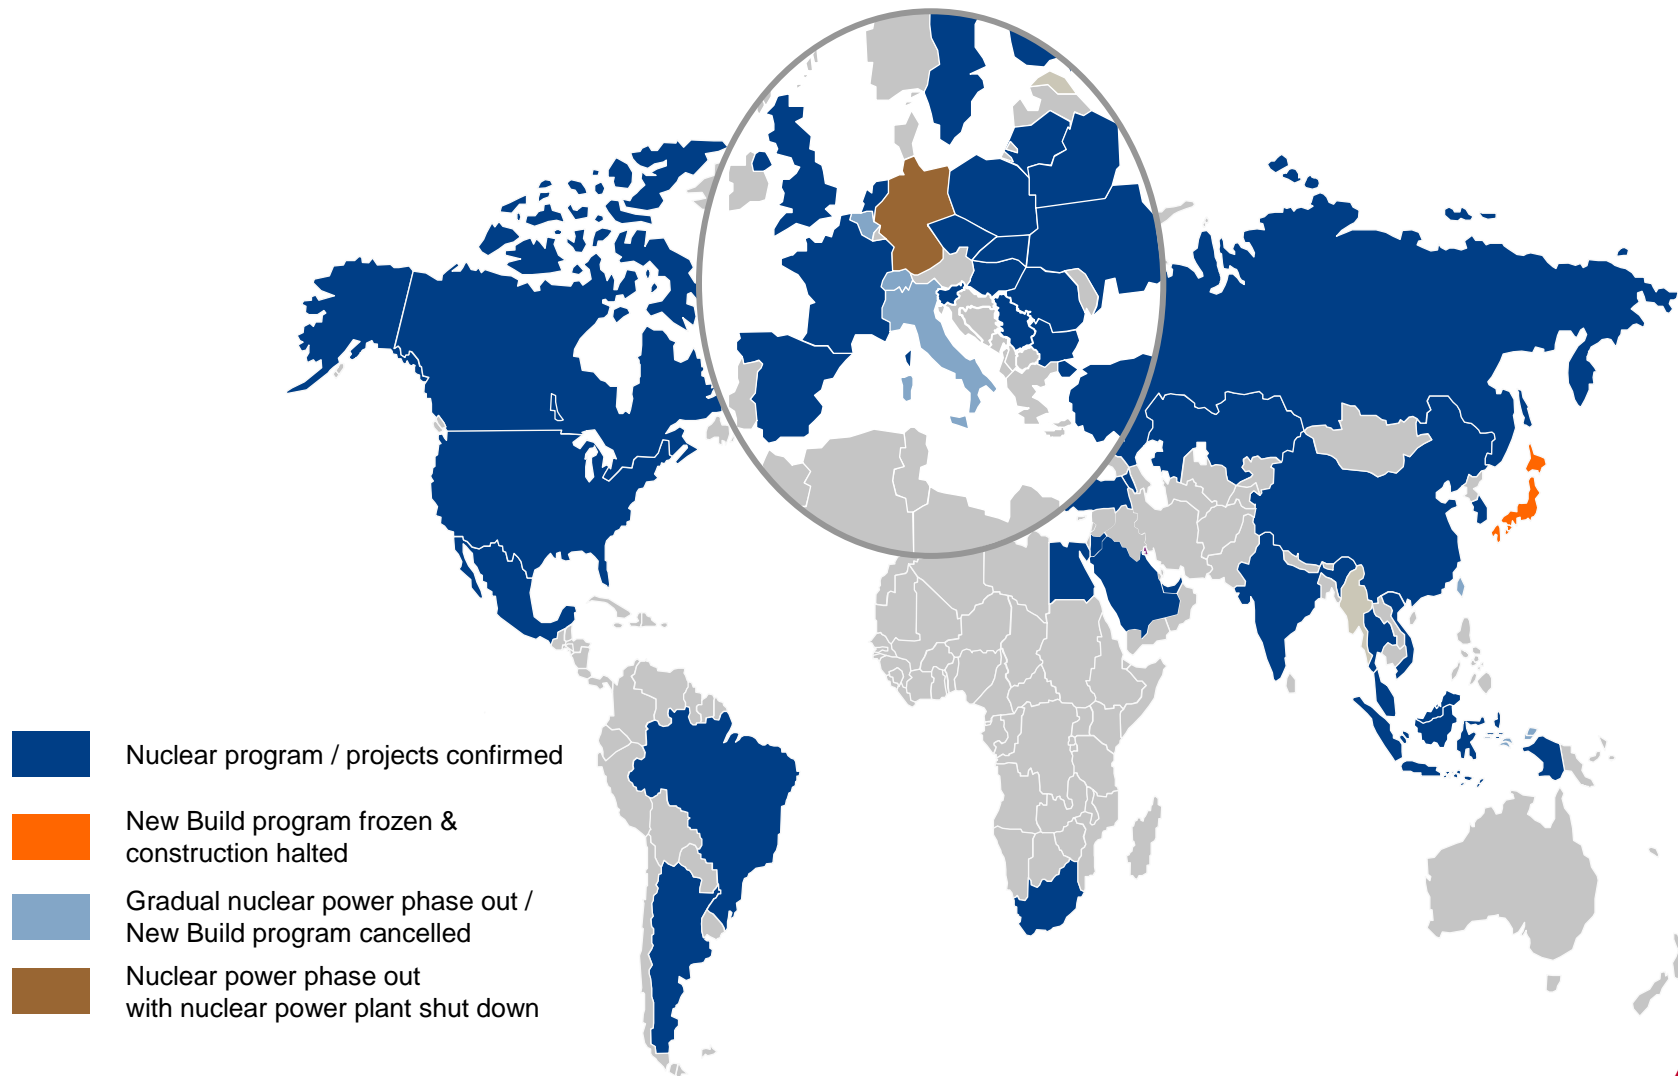 Nuclear program / projects confirmed
New Build program frozen &
construction halted
Gradual nuclear power phase out /
New Build program cancelled
Nuclear power phase out
with nuclear power plant shut down